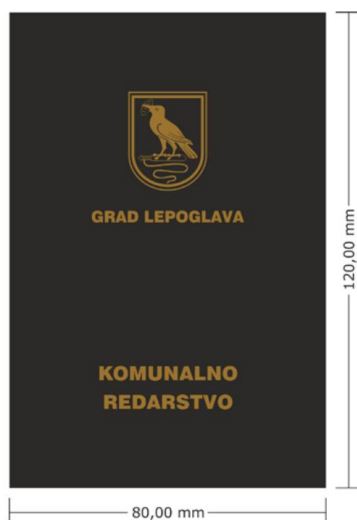 GRAD LEPOGLAVA
KOMUNALNO
REDARSTVO
120,00 mm
80,00 mm